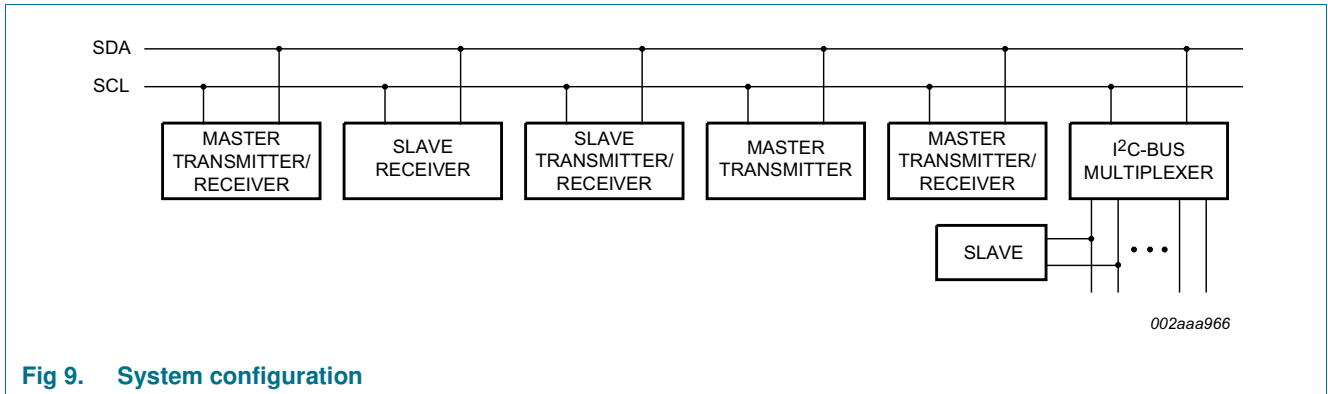 SDA
SCL
MASTER
TRANSMITTER/
RECEIVER
SLAVE
RECEIVER
SLAVE
TRANSMITTER/
RECEIVER
MASTER
TRANSMITTER
MASTER
TRANSMITTER/
RECEIVER
I²C-BUS
MULTIPLEXER
SLAVE
002aaa966
Fig 9. System configuration